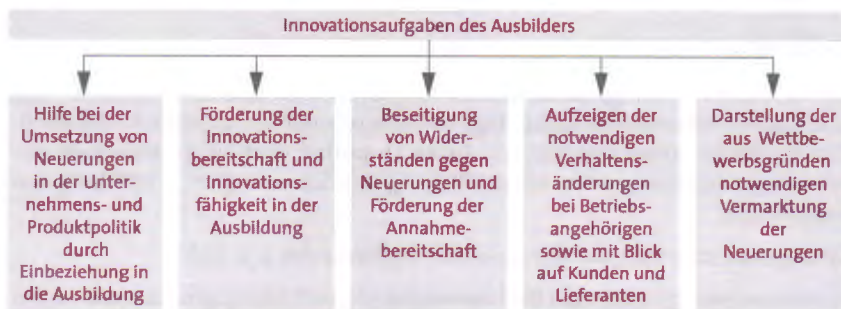 Innovationsaufgaben des Ausbilders
Hilfe bei der
Umsetzung von
Neuerungen
in der Unter-
nehmens- und
Produktpolitik
durch
Einbeziehung in
die Ausbildung
Förderung der
Innovations-
bereitschaft und
Innovations-
fähigkeit in der
Ausbildung
Beseitigung
von Wider-
ständen gegen
Neuerungen und
Förderung der
Annahme-
bereitschaft
Aufzeigen der
notwendigen
Verhaltens-
änderungen
bei Betriebs-
angehörigen
sowie mit Blick
auf Kunden und
Lieferanten
Darstellung der
aus Wettbe-
werbsgründen
notwendigen
Vermarktung
der
Neuerungen